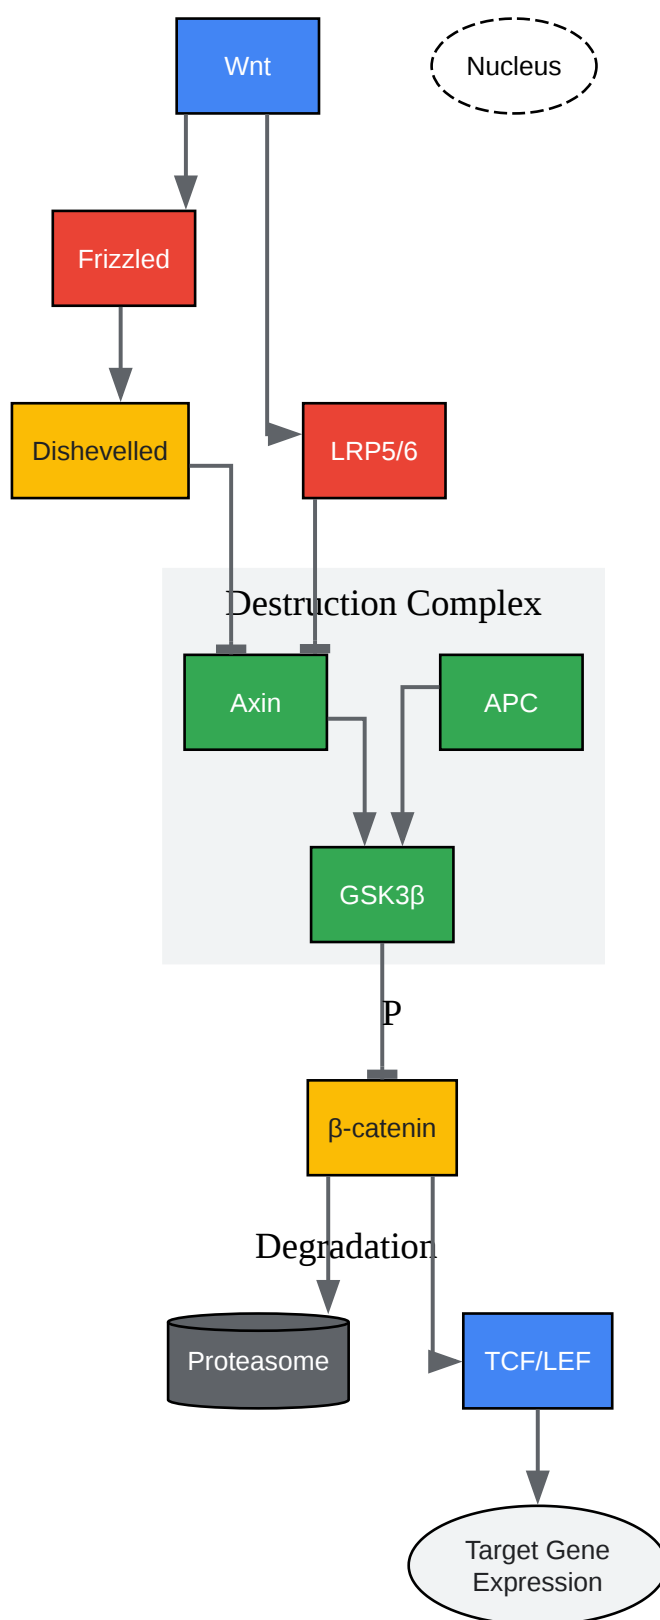 Wnt
Nucleus
Frizzled
Dishevelled
LRP5/6
Destruction Complex
Axin
APC
GSK3β
P
β-catenin
Degradation
Proteasome
TCF/LEF
Target Gene
Expression